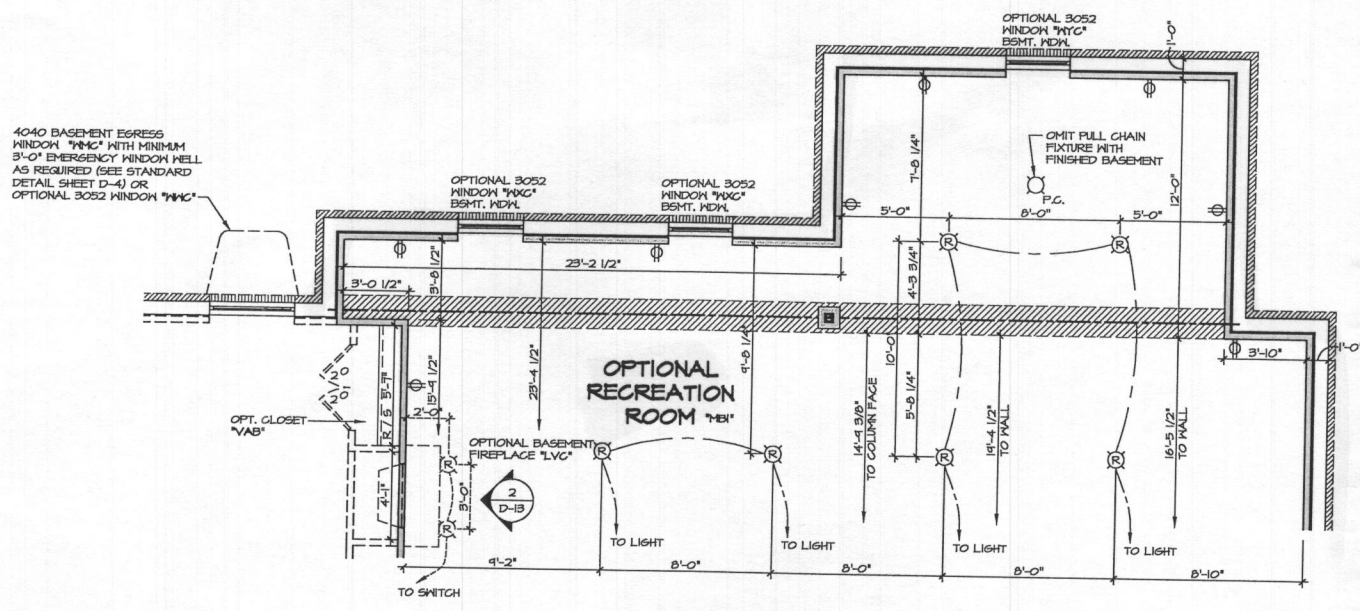 OPTIONAL 3052
WINDOW "WYC"
BSMT. WDW.
1'-0"
4040 BASEMENT EGRESS
WINDOW "WMC" WITH MINIMUM
3'-0" EMERGENCY WINDOW WELL
AS REQUIRED (SEE STANDARD
DETAIL SHEET D-4) OR
OPTIONAL 3052 WINDOW "WWC"
OPTIONAL 3052
WINDOW "WXC"
BSMT. WDW.
OPTIONAL 3052
WINDOW "WXC"
BSMT. WDW.
OMIT PULL CHAIN
FIXTURE WITH
FINISHED BASEMENT
P.C.
7'-8 1/4"
12'-0"
5'-0"
8'-0"
5'-0"
R
R
23'-2 1/2"
3'-8 1/2"
3'-0 1/2"
4'-3 3/4"
10'-0"
5'-8 1/4"
9'-8 1/4"
23'-4 1/2"
15'-9 1/2"
OPTIONAL
RECREATION
ROOM "MBI"
3'-10"
1'-0"
2^0
2^0
R / S
5'-7"
2'-0"
OPT. CLOSET
"VAB"
OPTIONAL BASEMENT
FIREPLACE "LVC"
14'-9 3/8"
TO COLUMN FACE
19'-4 1/2"
TO WALL
16'-5 1/2"
TO WALL
R
R
R
R
R
R
4'-1"
3'-0"
2
D-13
TO LIGHT
TO LIGHT
TO LIGHT
TO LIGHT
9'-2"
8'-0"
8'-0"
8'-0"
8'-10"
TO SWITCH